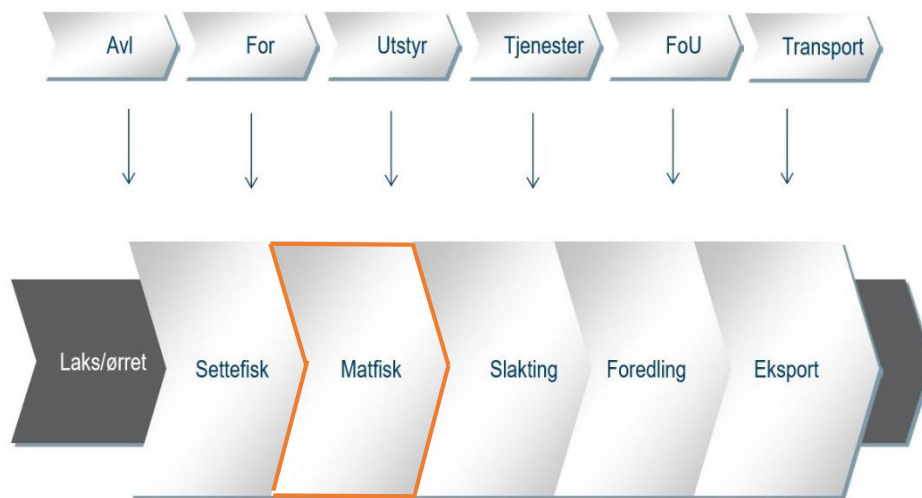 Avl
For
Utstyr
Tjenester
FoU
Transport
Laks/ørret
Settefisk
Matfisk
Slakting
Foredling
Eksport